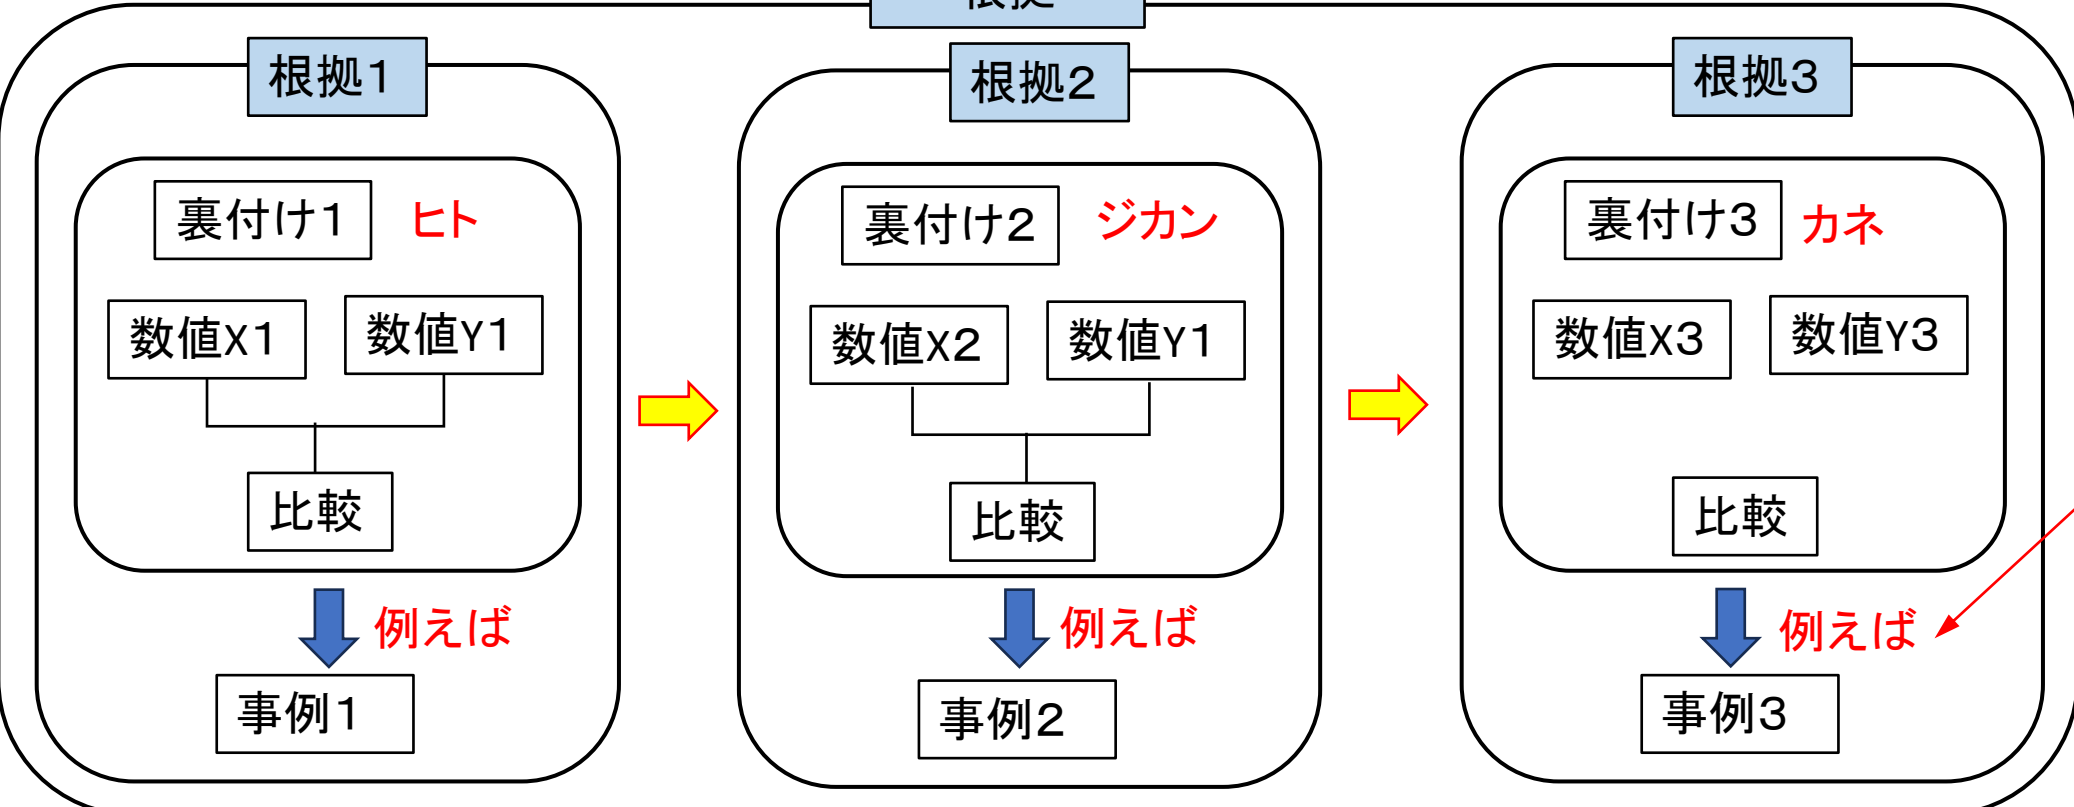 根拠
根拠1
裏付け1
ヒト
数値X1
数値Y1
比較
例えば
事例1
根拠2
裏付け2
ジカン
数値X2
数値Y1
比較
例えば
事例2
根拠3
裏付け3
カネ
数値X3
数値Y3
比較
例えば
事例3